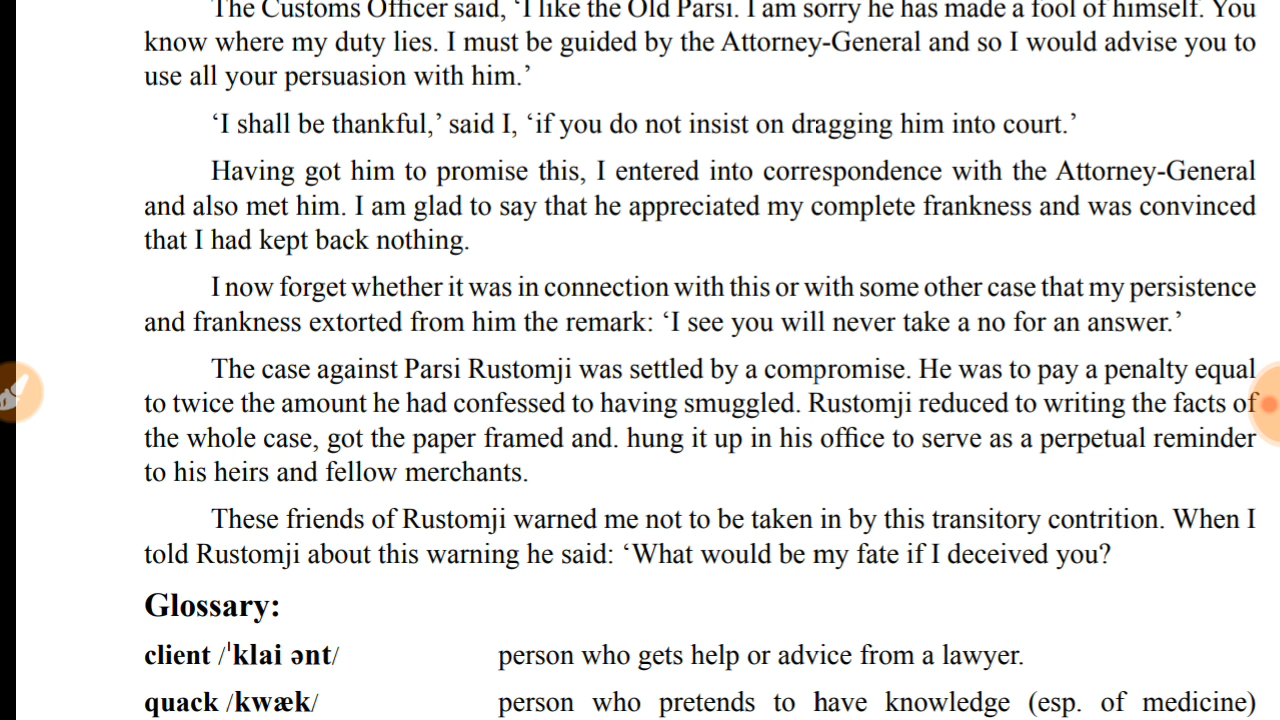 The Customs Officer said, ‘I like the Old Parsi. I am sorry he has made a fool of himself. You
know where my duty lies. I must be guided by the Attorney-General and so I would advise you to
use all your persuasion with him.’
‘I shall be thankful,’ said I, ‘if you do not insist on dragging him into court.’
Having got him to promise this, I entered into correspondence with the Attorney-General
and also met him. I am glad to say that he appreciated my complete frankness and was convinced
that I had kept back nothing.
I now forget whether it was in connection with this or with some other case that my persistence
and frankness extorted from him the remark: ‘I see you will never take a no for an answer.’
The case against Parsi Rustomji was settled by a compromise. He was to pay a penalty equal
to twice the amount he had confessed to having smuggled. Rustomji reduced to writing the facts of
the whole case, got the paper framed and. hung it up in his office to serve as a perpetual reminder
to his heirs and fellow merchants.
These friends of Rustomji warned me not to be taken in by this transitory contrition. When I
told Rustomji about this warning he said: ‘What would be my fate if I deceived you?
Glossary:
client /ˈklai ənt/ person who gets help or advice from a lawyer.
quack /kwæk/ person who pretends to have knowledge (esp. of medicine)